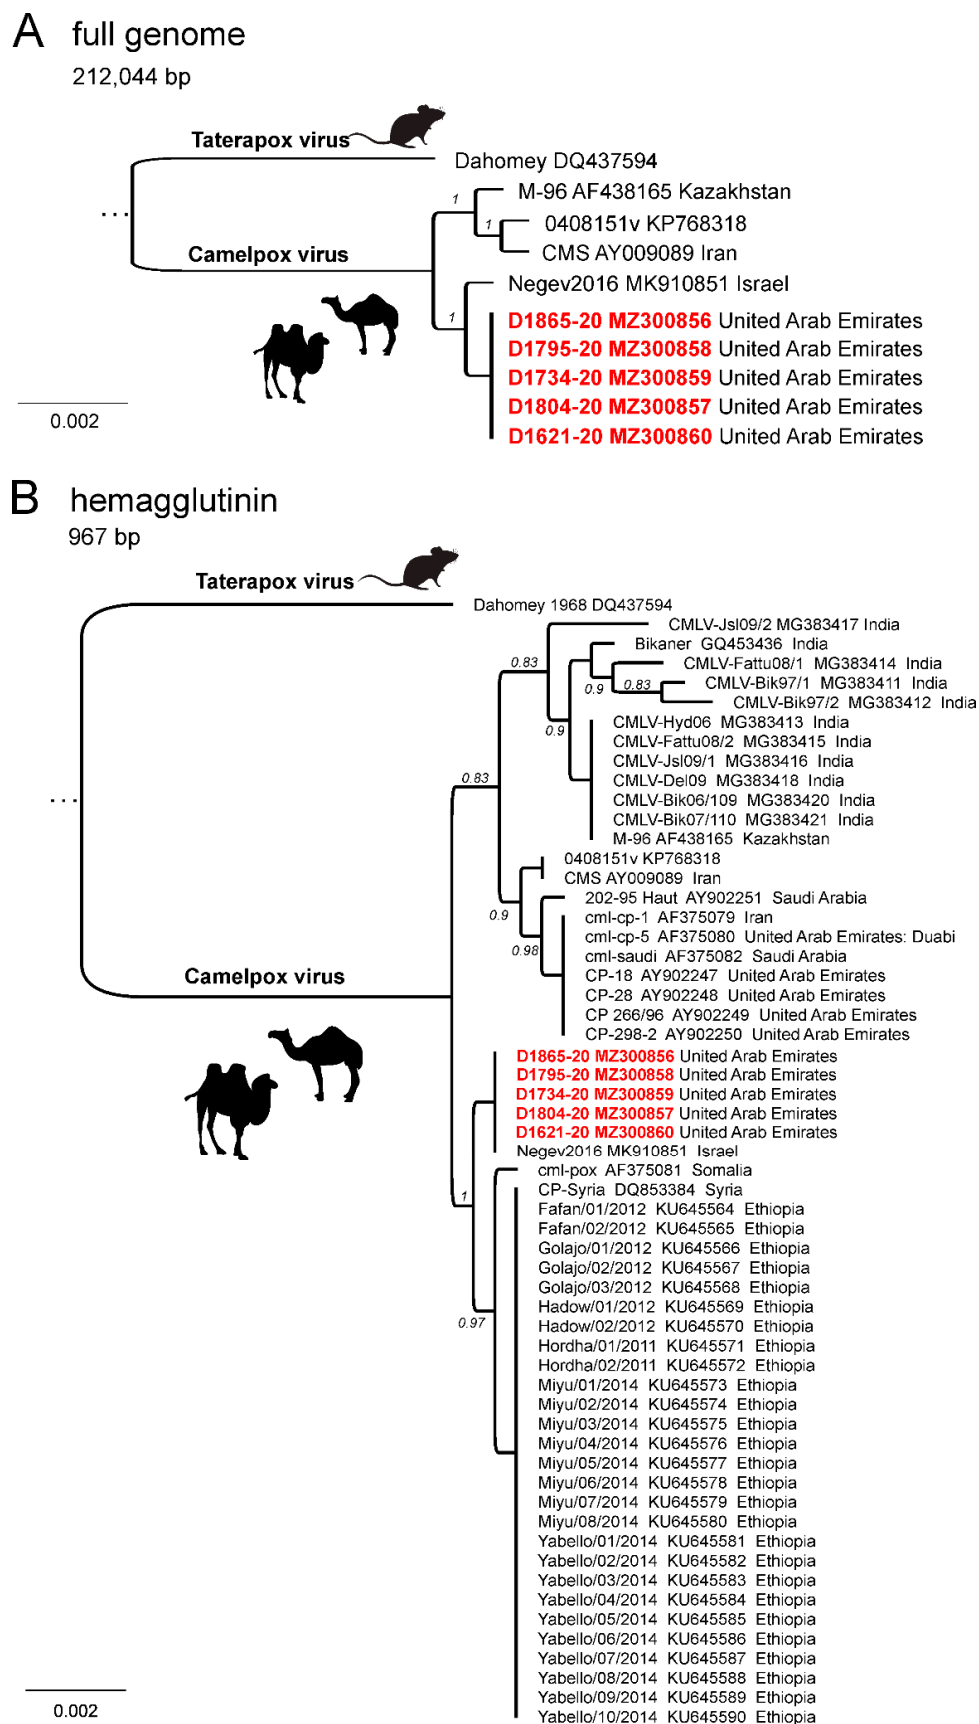 A full genome
212,044 bp
Taterapox virus
Dahomey DQ437594
M-96 AF438165 Kazakhstan
1
0408151v KP768318
1
CMS AY009089 Iran
Camelpox virus
Negev2016 MK910851 Israel
1
D1865-20 MZ300856 United Arab Emirates
D1795-20 MZ300858 United Arab Emirates
D1734-20 MZ300859 United Arab Emirates
D1804-20 MZ300857 United Arab Emirates
D1621-20 MZ300860 United Arab Emirates
0.002
B hemagglutinin
967 bp
Taterapox virus
Dahomey 1968 DQ437594
CMLV-Jsl09/2 MG383417 India
Bikaner GQ453436 India
0.83
CMLV-Fattu08/1 MG383414 India
CMLV-Bik97/1 MG383411 India
0.9
0.83
CMLV-Bik97/2 MG383412 India
CMLV-Hyd06 MG383413 India
0.9
CMLV-Fattu08/2 MG383415 India
CMLV-Jsl09/1 MG383416 India
0.83
CMLV-Del09 MG383418 India
CMLV-Bik06/109 MG383420 India
CMLV-Bik07/110 MG383421 India
M-96 AF438165 Kazakhstan
0408151v KP768318
CMS AY009089 Iran
202-95 Haut AY902251 Saudi Arabia
0.9
cml-cp-1 AF375079 Iran
cml-cp-5 AF375080 United Arab Emirates: Duabi
0.98
cml-saudi AF375082 Saudi Arabia
Camelpox virus
CP-18 AY902247 United Arab Emirates
CP-28 AY902248 United Arab Emirates
CP 266/96 AY902249 United Arab Emirates
CP-298-2 AY902250 United Arab Emirates
D1865-20 MZ300856 United Arab Emirates
D1795-20 MZ300858 United Arab Emirates
D1734-20 MZ300859 United Arab Emirates
D1804-20 MZ300857 United Arab Emirates
D1621-20 MZ300860 United Arab Emirates
Negev2016 MK910851 Israel
cml-pox AF375081 Somalia
CP-Syria DQ853384 Syria
1
Fafan/01/2012 KU645564 Ethiopia
Fafan/02/2012 KU645565 Ethiopia
Golajo/01/2012 KU645566 Ethiopia
Golajo/02/2012 KU645567 Ethiopia
Golajo/03/2012 KU645568 Ethiopia
Hadow/01/2012 KU645569 Ethiopia
Hadow/02/2012 KU645570 Ethiopia
0.97
Hordha/01/2011 KU645571 Ethiopia
Hordha/02/2011 KU645572 Ethiopia
Miyu/01/2014 KU645573 Ethiopia
Miyu/02/2014 KU645574 Ethiopia
Miyu/03/2014 KU645575 Ethiopia
Miyu/04/2014 KU645576 Ethiopia
Miyu/05/2014 KU645577 Ethiopia
Miyu/06/2014 KU645578 Ethiopia
Miyu/07/2014 KU645579 Ethiopia
Miyu/08/2014 KU645580 Ethiopia
Yabello/01/2014 KU645581 Ethiopia
Yabello/02/2014 KU645582 Ethiopia
Yabello/03/2014 KU645583 Ethiopia
Yabello/04/2014 KU645584 Ethiopia
Yabello/05/2014 KU645585 Ethiopia
Yabello/06/2014 KU645586 Ethiopia
Yabello/07/2014 KU645587 Ethiopia
Yabello/08/2014 KU645588 Ethiopia
Yabello/09/2014 KU645589 Ethiopia
Yabello/10/2014 KU645590 Ethiopia
0.002